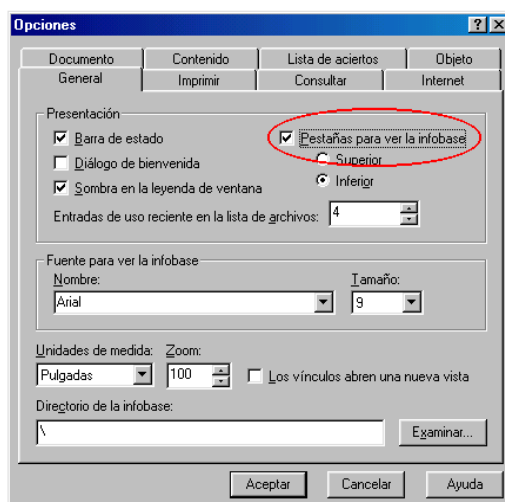 Opciones
Documento Contenido Lista de aciertos Objeto
General Imprimir Consultar Internet
Presentación
Barra de estado Pestañas para ver la infobase
Diálogo de bienvenida Superior
Sombra en la leyenda de ventana Inferior
Entradas de uso reciente en la lista de archivos: 4
Fuente para ver la infobase
Nombre: Tamaño:
Arial 9
Unidades de medida: Zoom:
Pulgadas 100 Los vínculos abren una nueva vista
Directorio de la infobase:
\ Examinar...
Aceptar Cancelar Ayuda